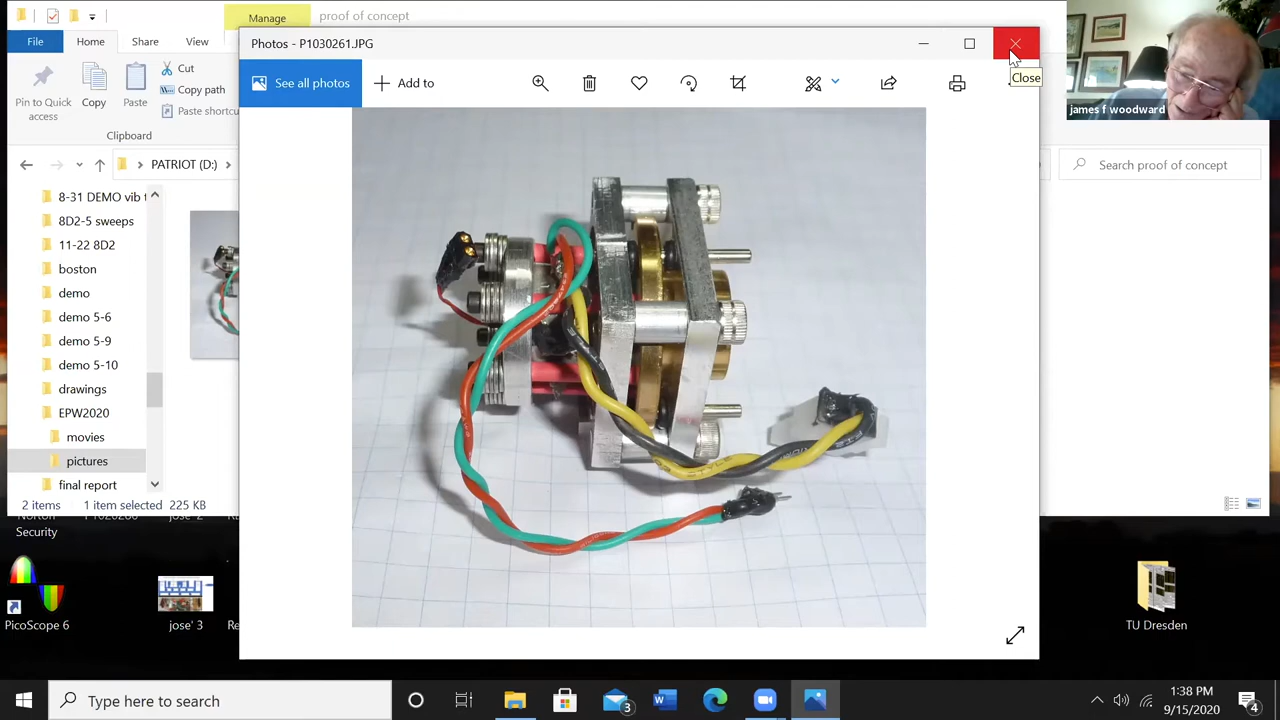 Manage
proof of concept
File
Home
Share
View
Pin to Quick
access
Copy
Paste
Cut
Copy path
Paste shortcu
Clipboard
PATRIOT (D:)
Search proof of concept
8-31 DEMO vib
8D2-5 sweeps
11-22 8D2
boston
demo
demo 5-6
demo 5-9
demo 5-10
drawings
EPW2020
movies
pictures
final report
2 items
1 item selected
225 KB
Photos - P1030261.JPG
See all photos
Add to
Close
james f woodward
Security
PicoScope 6
jose' 3
Re
TU Dresden
Type here to search
3
1:38 PM
9/15/2020
4